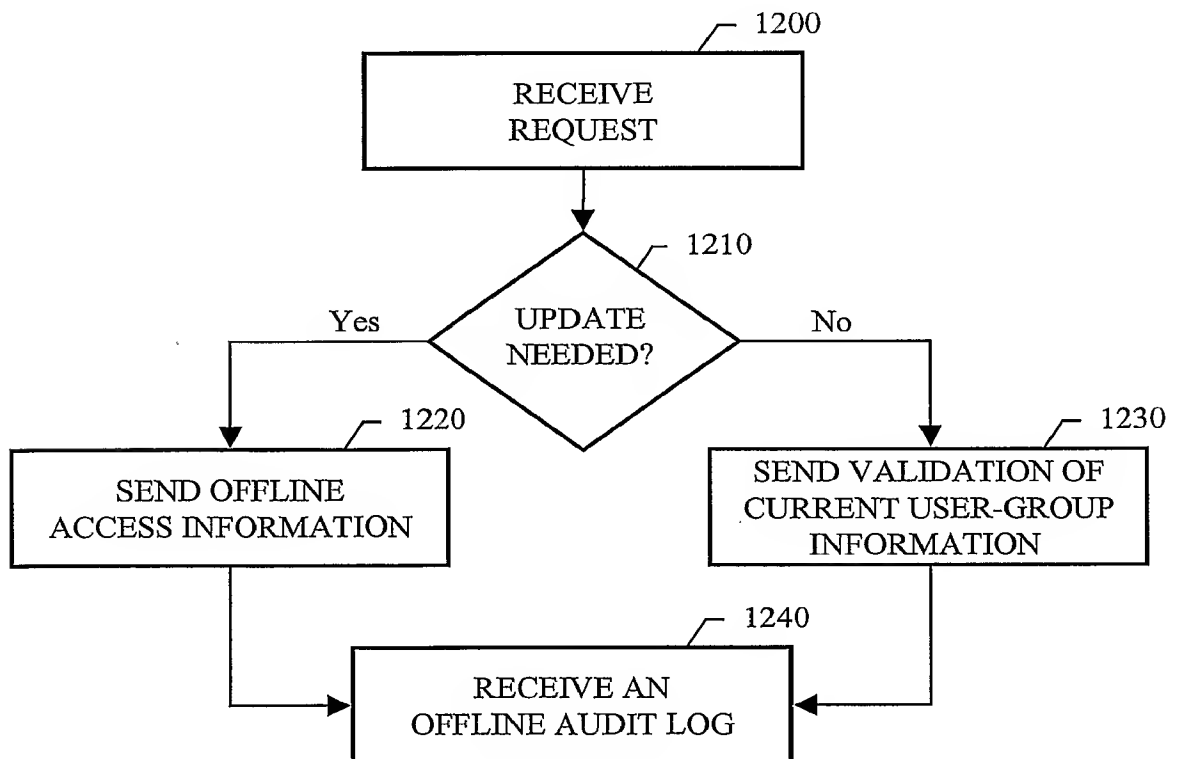 1200
RECEIVE
REQUEST
1210
UPDATE
NEEDED?
Yes
No
1220
SEND OFFLINE
ACCESS INFORMATION
1230
SEND VALIDATION OF
CURRENT USER-GROUP
INFORMATION
1240
RECEIVE AN
OFFLINE AUDIT LOG